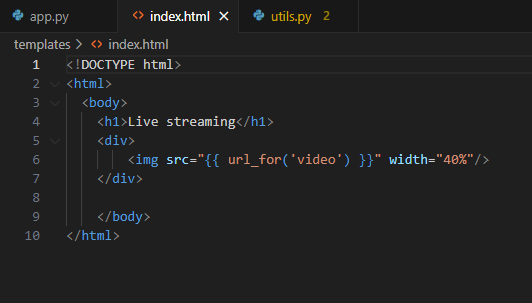 app.py index.html utils.py 2
templates > index.html
1 <!DOCTYPE html>
2 <html>
3 <body>
4 <h1>Live streaming</h1>
5 <div>
6 <img src="{{ url_for('video') }}" width="40%"/>
7 </div>
8
9 </body>
10 </html>